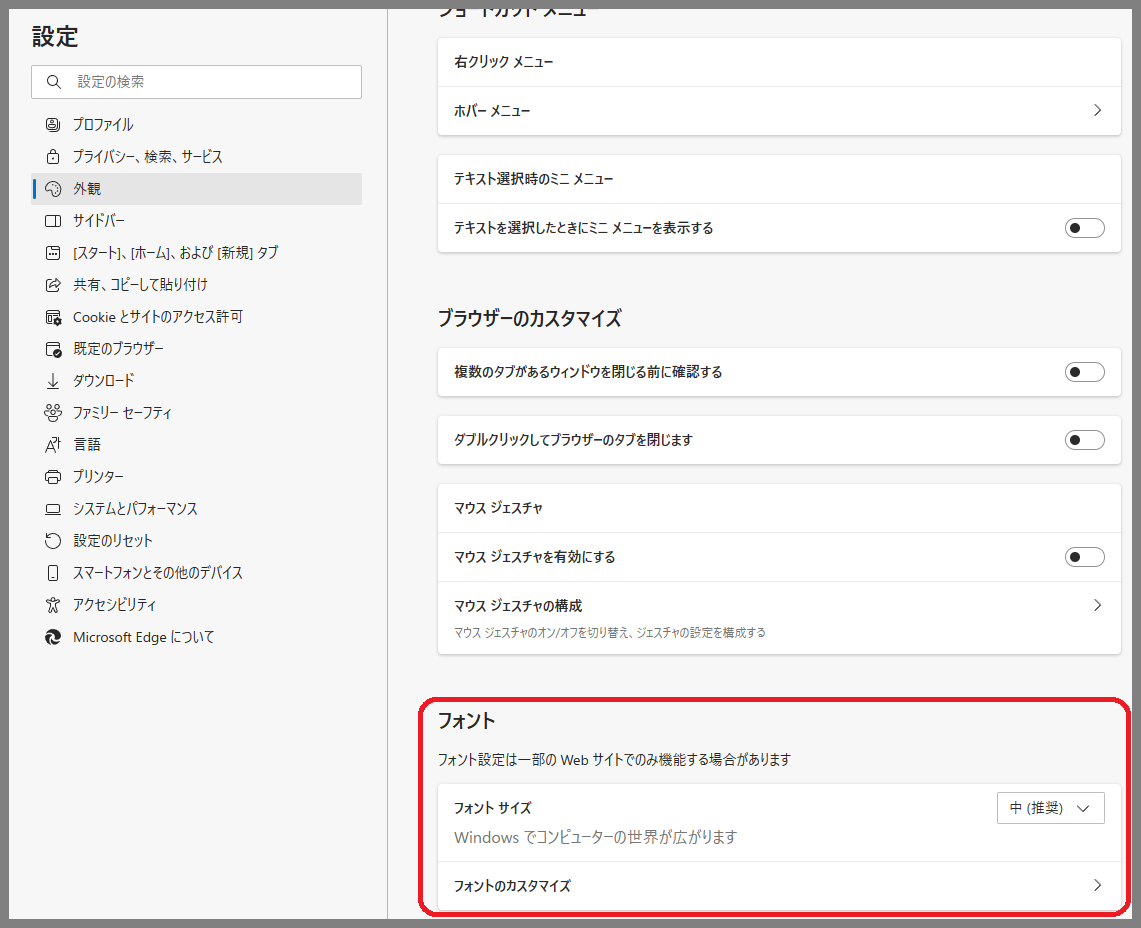 設定
設定の検索
プロファイル
プライバシー、検索、サービス
外観
サイドバー
[スタート]、[ホーム]、および [新規] タブ
共有、コピーして貼り付け
Cookie とサイトのアクセス許可
既定のブラウザー
ダウンロード
ファミリー セーフティ
言語
プリンター
システムとパフォーマンス
設定のリセット
スマートフォンとその他のデバイス
アクセシビリティ
Microsoft Edge について
ショートカット メニュー
右クリック メニュー
ホバー メニュー
テキスト選択時のミニ メニュー
テキストを選択したときにミニ メニューを表示する
ブラウザーのカスタマイズ
複数のタブがあるウィンドウを閉じる前に確認する
ダブルクリックしてブラウザーのタブを閉じます
マウス ジェスチャ
マウス ジェスチャを有効にする
マウス ジェスチャの構成
マウス ジェスチャのオン/オフを切り替え、ジェスチャの設定を構成する
フォント
フォント設定は一部の Web サイトでのみ機能する場合があります
フォント サイズ
中 (推奨)
Windows でコンピューターの世界が広がります
フォントのカスタマイズ